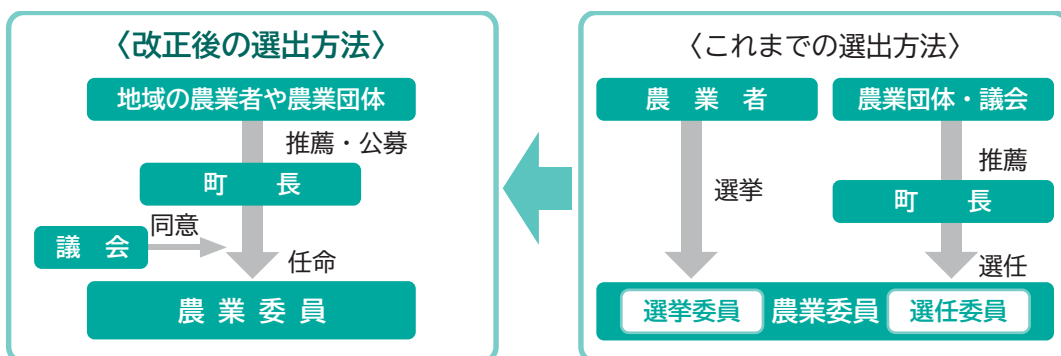 〈改正後の選出方法〉
地域の農業者や農業団体
推薦・公募
町 長
議 会
同意
任命
農 業 委 員
〈これまでの選出方法〉
農 業 者
農業団体・議会
選挙
推薦
町 長
選任
選挙委員 農業委員 選任委員